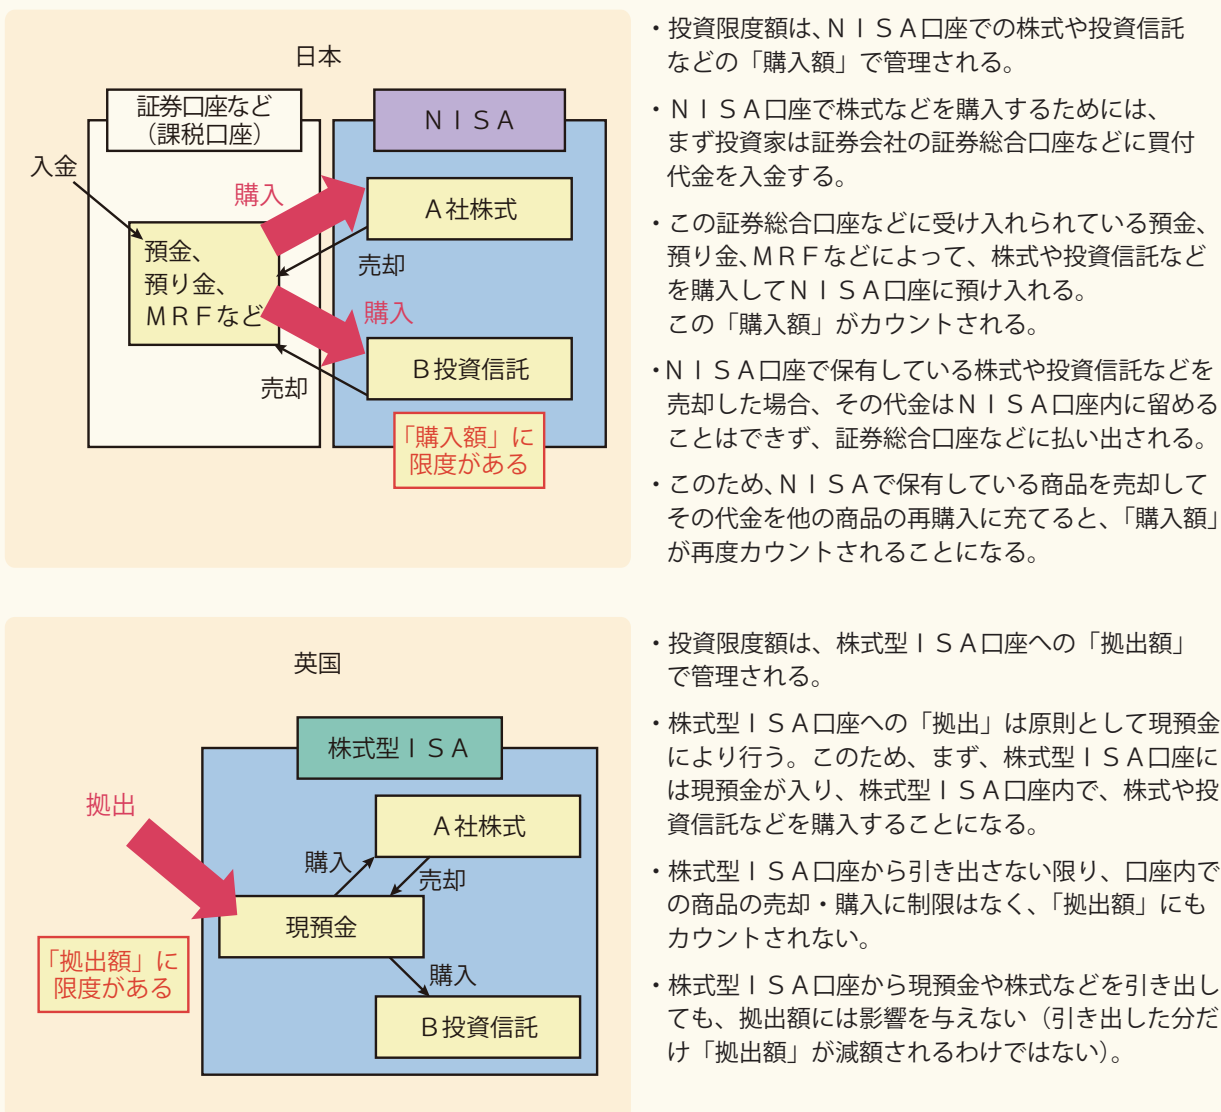 日本
証券口座など
（課税口座）
ＮＩＳＡ
入金
購入
Ａ社株式
預金、
預り金、
ＭＲＦなど
売却
購入
Ｂ投資信託
売却
「購入額」に
限度がある
・投資限度額は、ＮＩＳＡ口座での株式や投資信託
などの「購入額」で管理される。
・ＮＩＳＡ口座で株式などを購入するためには、
まず投資家は証券会社の証券総合口座などに買付
代金を入金する。
・この証券総合口座などに受け入れられている預金、
預り金、ＭＲＦなどによって、株式や投資信託など
を購入してＮＩＳＡ口座に預け入れる。
この「購入額」がカウントされる。
・ＮＩＳＡ口座で保有している株式や投資信託などを
売却した場合、その代金はＮＩＳＡ口座内に留める
ことはできず、証券総合口座などに払い出される。
・このため、ＮＩＳＡで保有している商品を売却して
その代金を他の商品の再購入に充てると、「購入額」
が再度カウントされることになる。
英国
株式型ＩＳＡ
拠出
Ａ社株式
購入
売却
現預金
「拠出額」に
限度がある
購入
Ｂ投資信託
・投資限度額は、株式型ＩＳＡ口座への「拠出額」
で管理される。
・株式型ＩＳＡ口座への「拠出」は原則として現預金
により行う。このため、まず、株式型ＩＳＡ口座に
は現預金が入り、株式型ＩＳＡ口座内で、株式や投
資信託などを購入することになる。
・株式型ＩＳＡ口座から引き出さない限り、口座内で
の商品の売却・購入に制限はなく、「拠出額」にも
カウントされない。
・株式型ＩＳＡ口座から現預金や株式などを引き出し
ても、拠出額には影響を与えない（引き出した分だ
け「拠出額」が減額されるわけではない）。